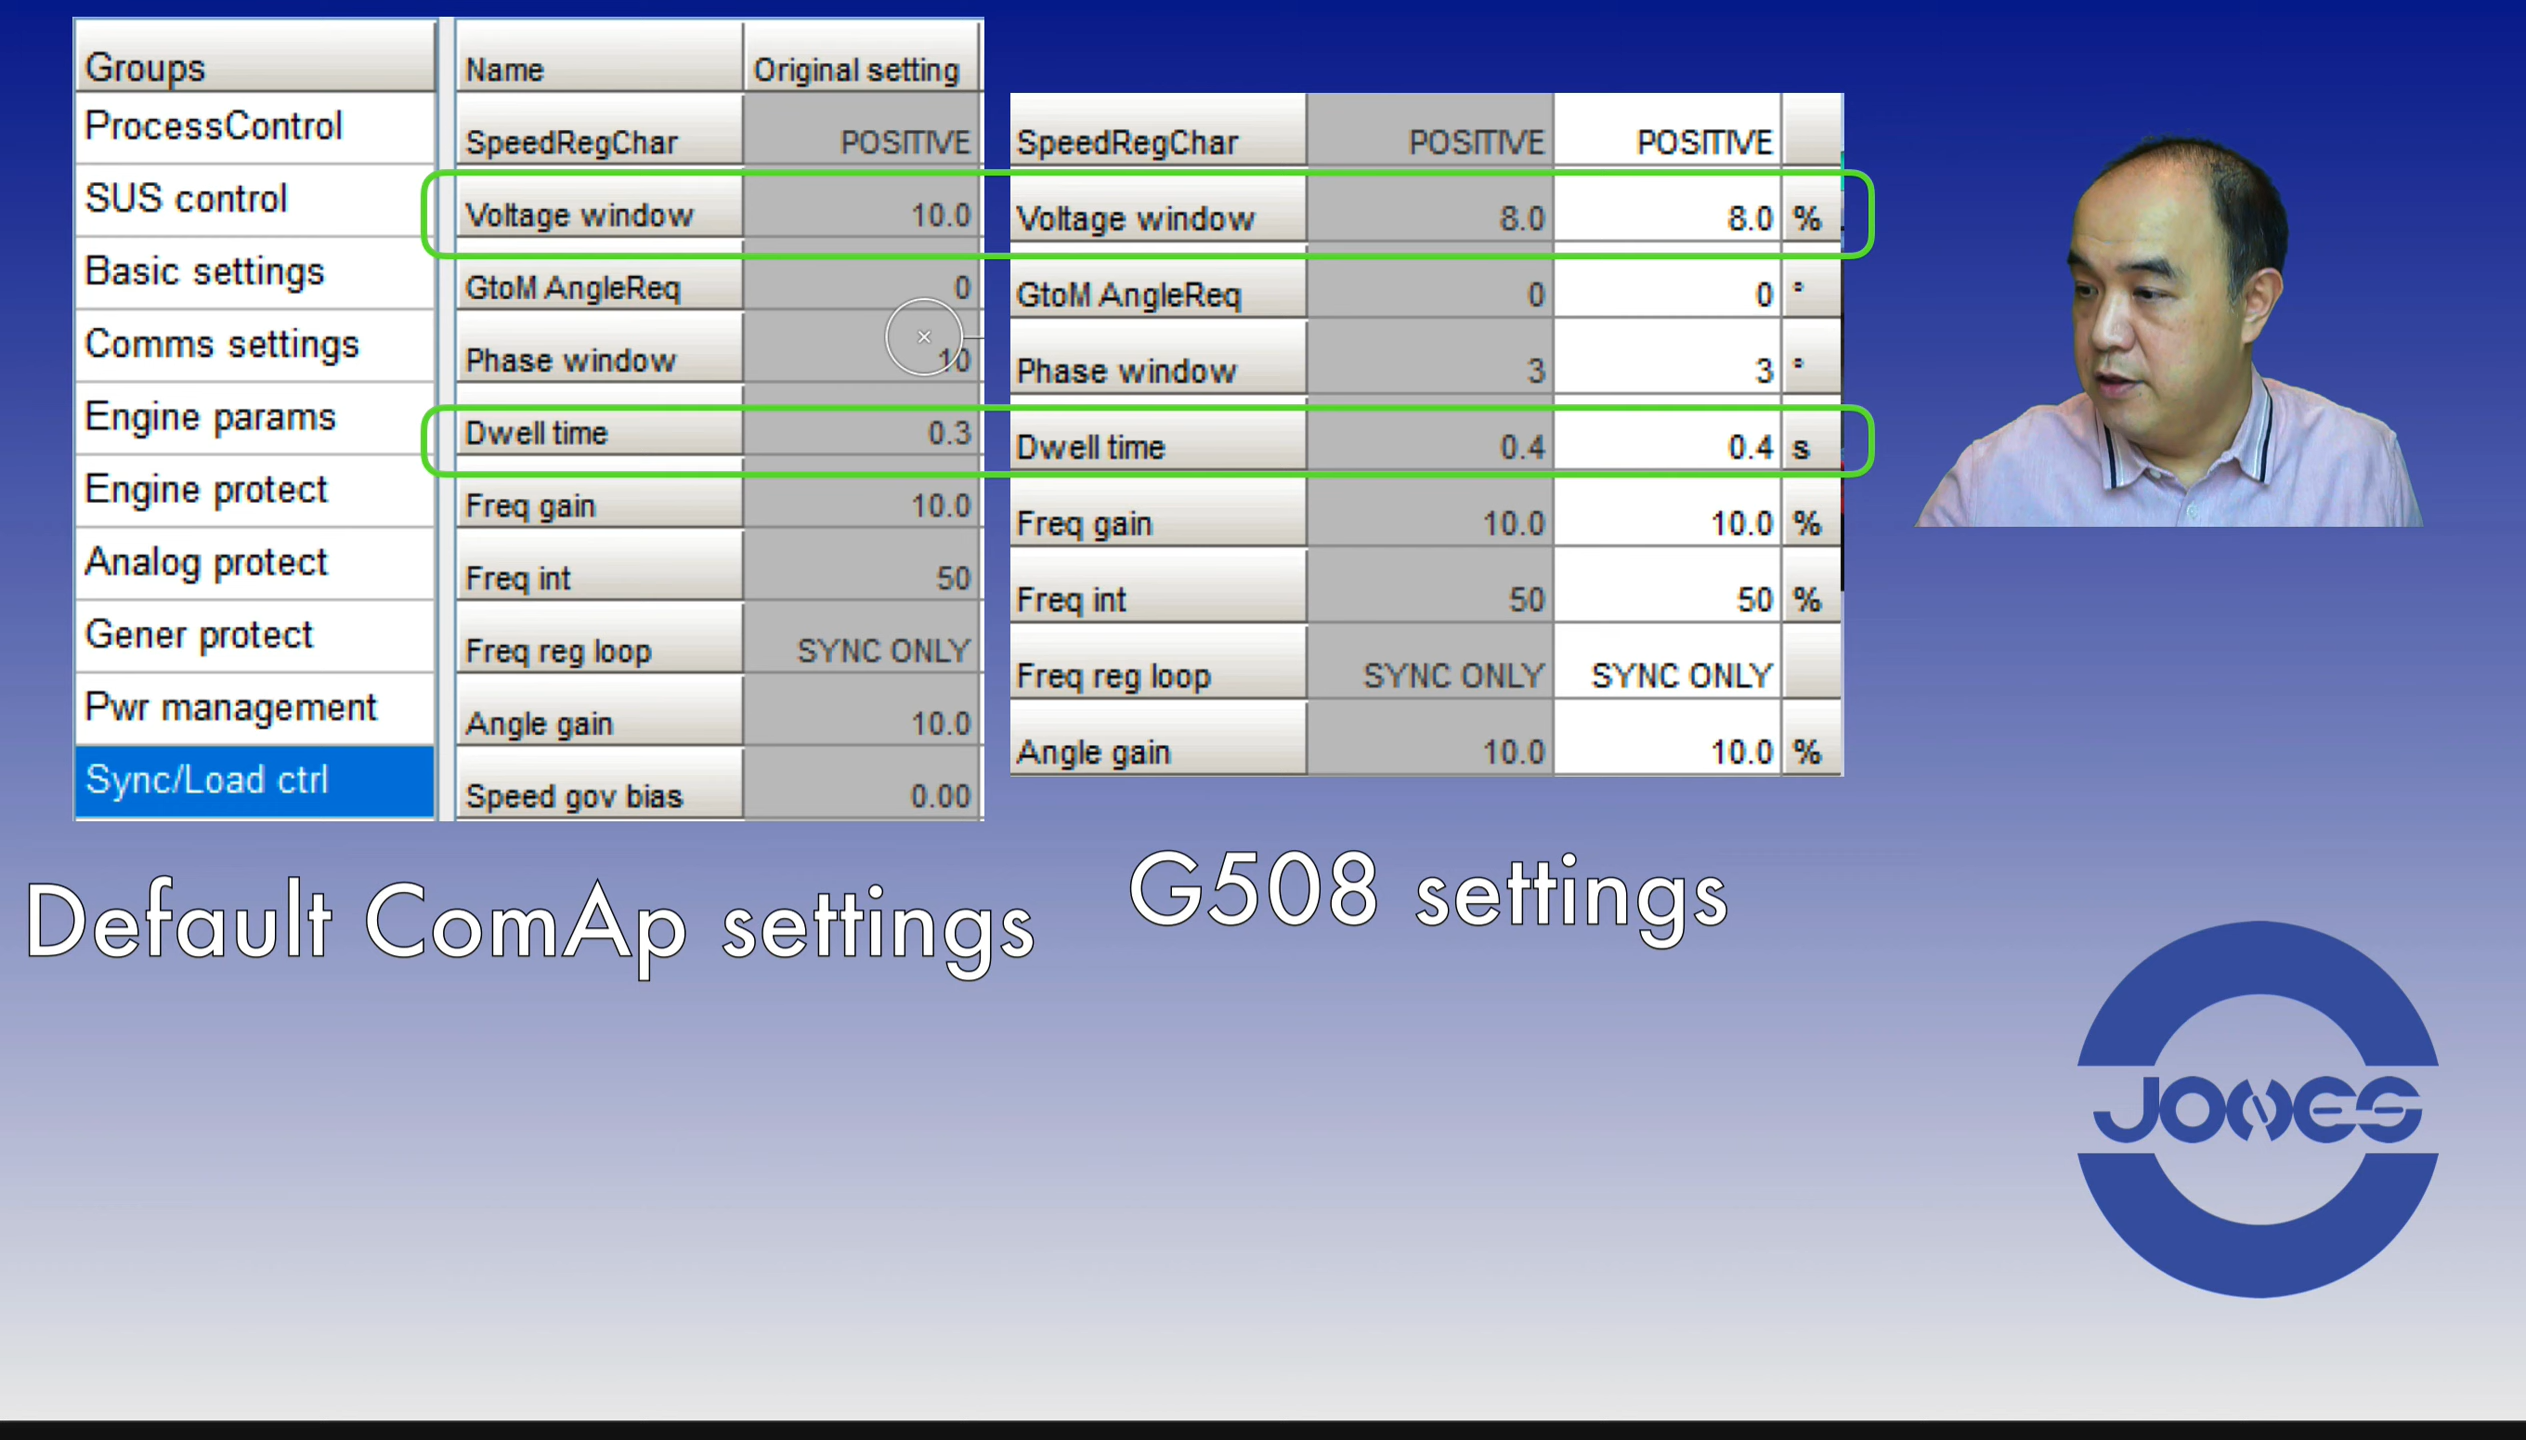 Groups
ProcessControl
SUS control
Basic settings
Comms settings
Engine params
Engine protect
Analog protect
Gener protect
Pwr management
Sync/Load ctrl
Name Original setting
SpeedRegChar POSITIVE
Voltage window 10.0
GtoM AngleReq 0
Phase window 10
Dwell time 0.3
Freq gain 10.0
Freq int 50
Freq reg loop SYNC ONLY
Angle gain 10.0
Speed gov bias 0.00
SpeedRegChar POSITIVE POSITIVE
Voltage window 8.0 8.0 %
GtoM AngleReq 0 0 °
Phase window 3 3 °
Dwell time 0.4 0.4 s
Freq gain 10.0 10.0 %
Freq int 50 50 %
Freq reg loop SYNC ONLY SYNC ONLY
Angle gain 10.0 10.0 %
Default ComAp settings
G508 settings
JONES